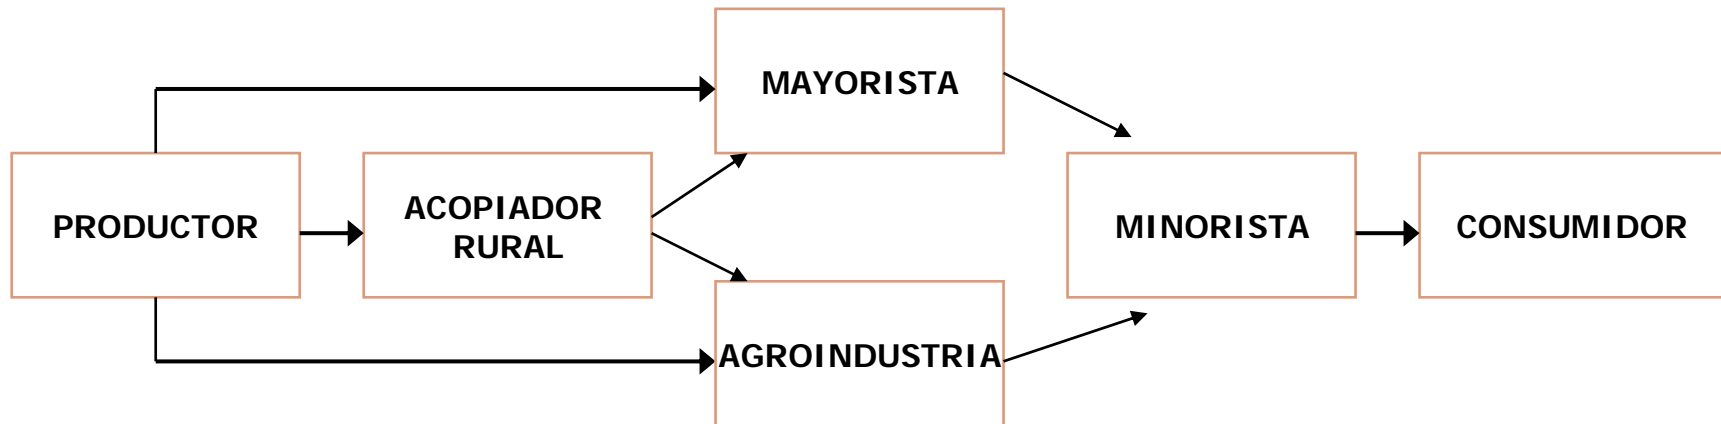 MAYORISTA
PRODUCTOR
ACOPIADOR
RURAL
MINORISTA
CONSUMIDOR
AGROINDUSTRIA